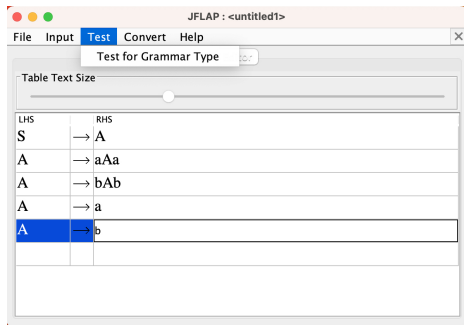 JFLAP : <untitled1>
File Input Test Convert Help
Test for Grammar Type
Table Text Size
LHS RHS
S → A
A → aAa
A → bAb
A → a
A → b